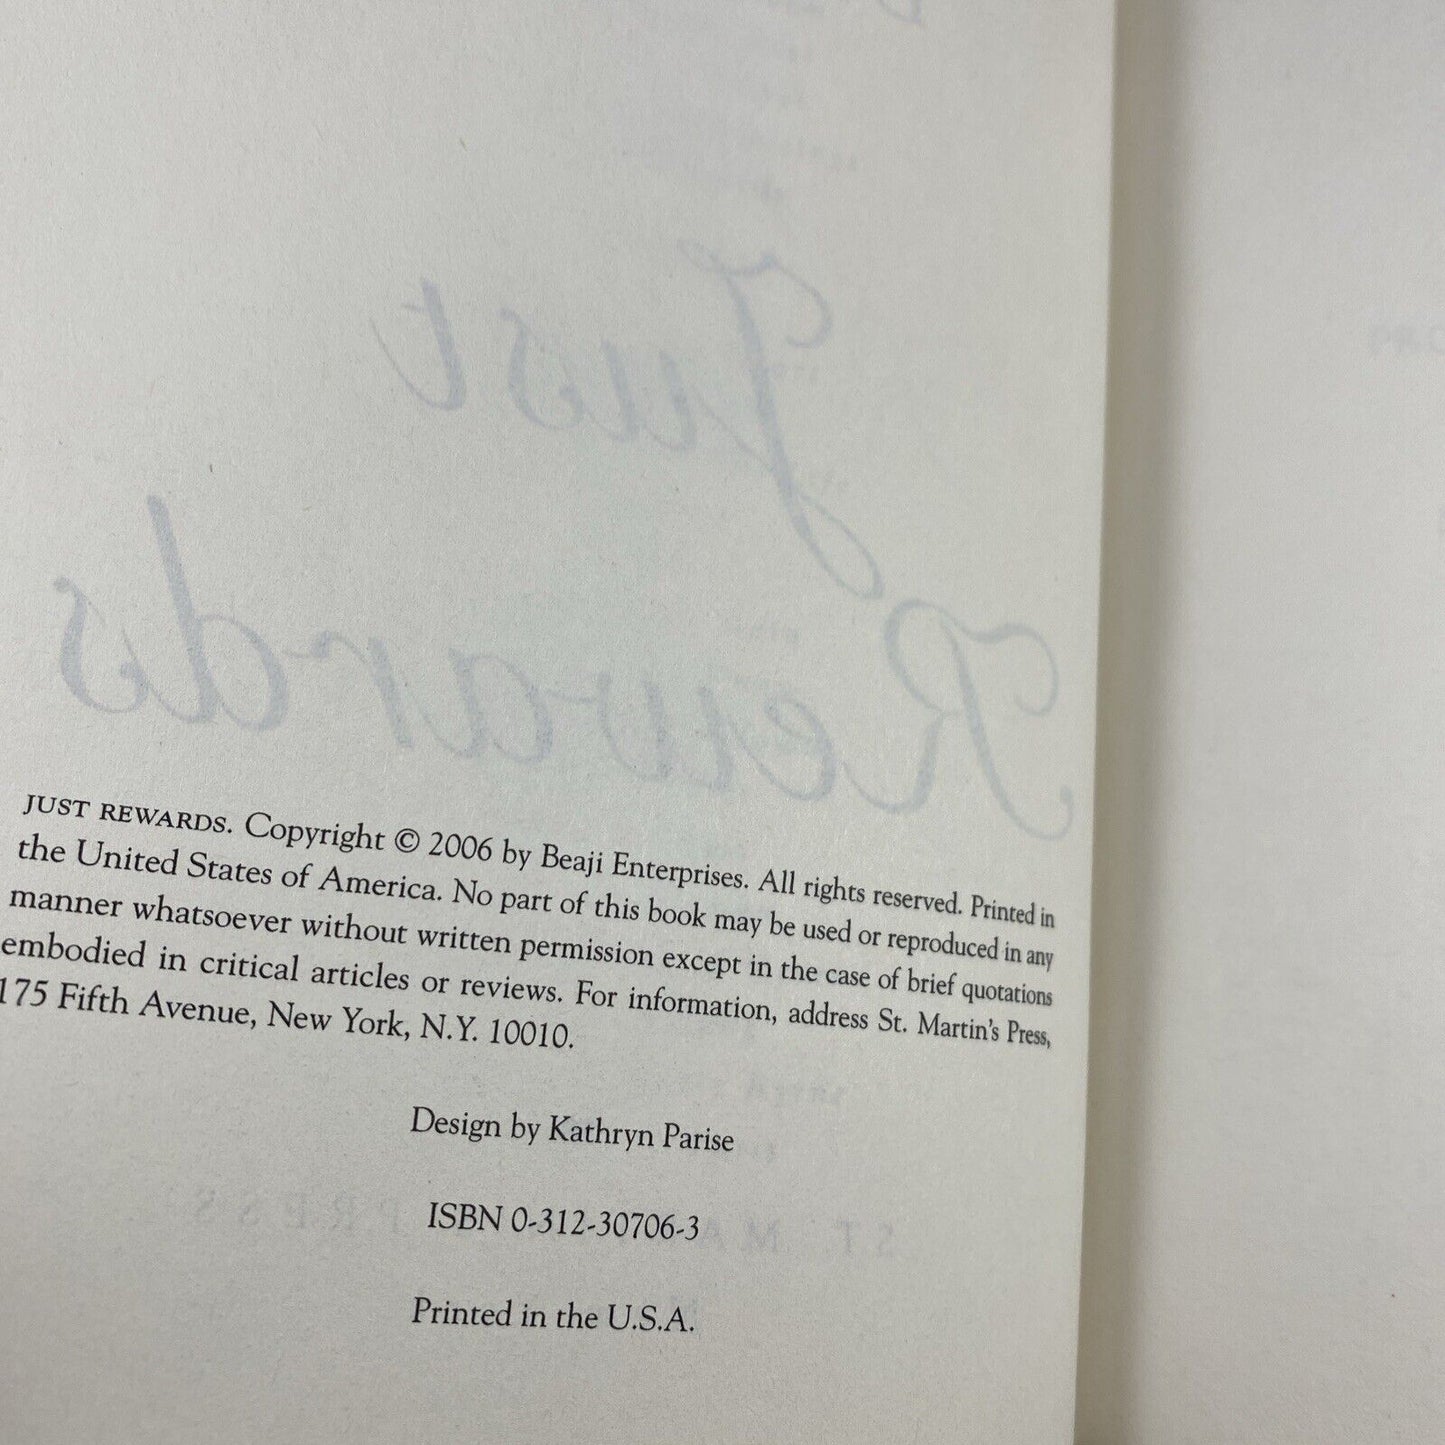 Just
Rewards
JUST REWARDS. Copyright © 2006 by Beaji Enterprises. All rights reserved. Printed in
the United States of America. No part of this book may be used or reproduced in any
manner whatsoever without written permission except in the case of brief quotations
embodied in critical articles or reviews. For information, address St. Martin's Press,
175 Fifth Avenue, New York, N.Y. 10010.
Design by Kathryn Parise
ISBN 0-312-30706-3
Printed in the U.S.A.